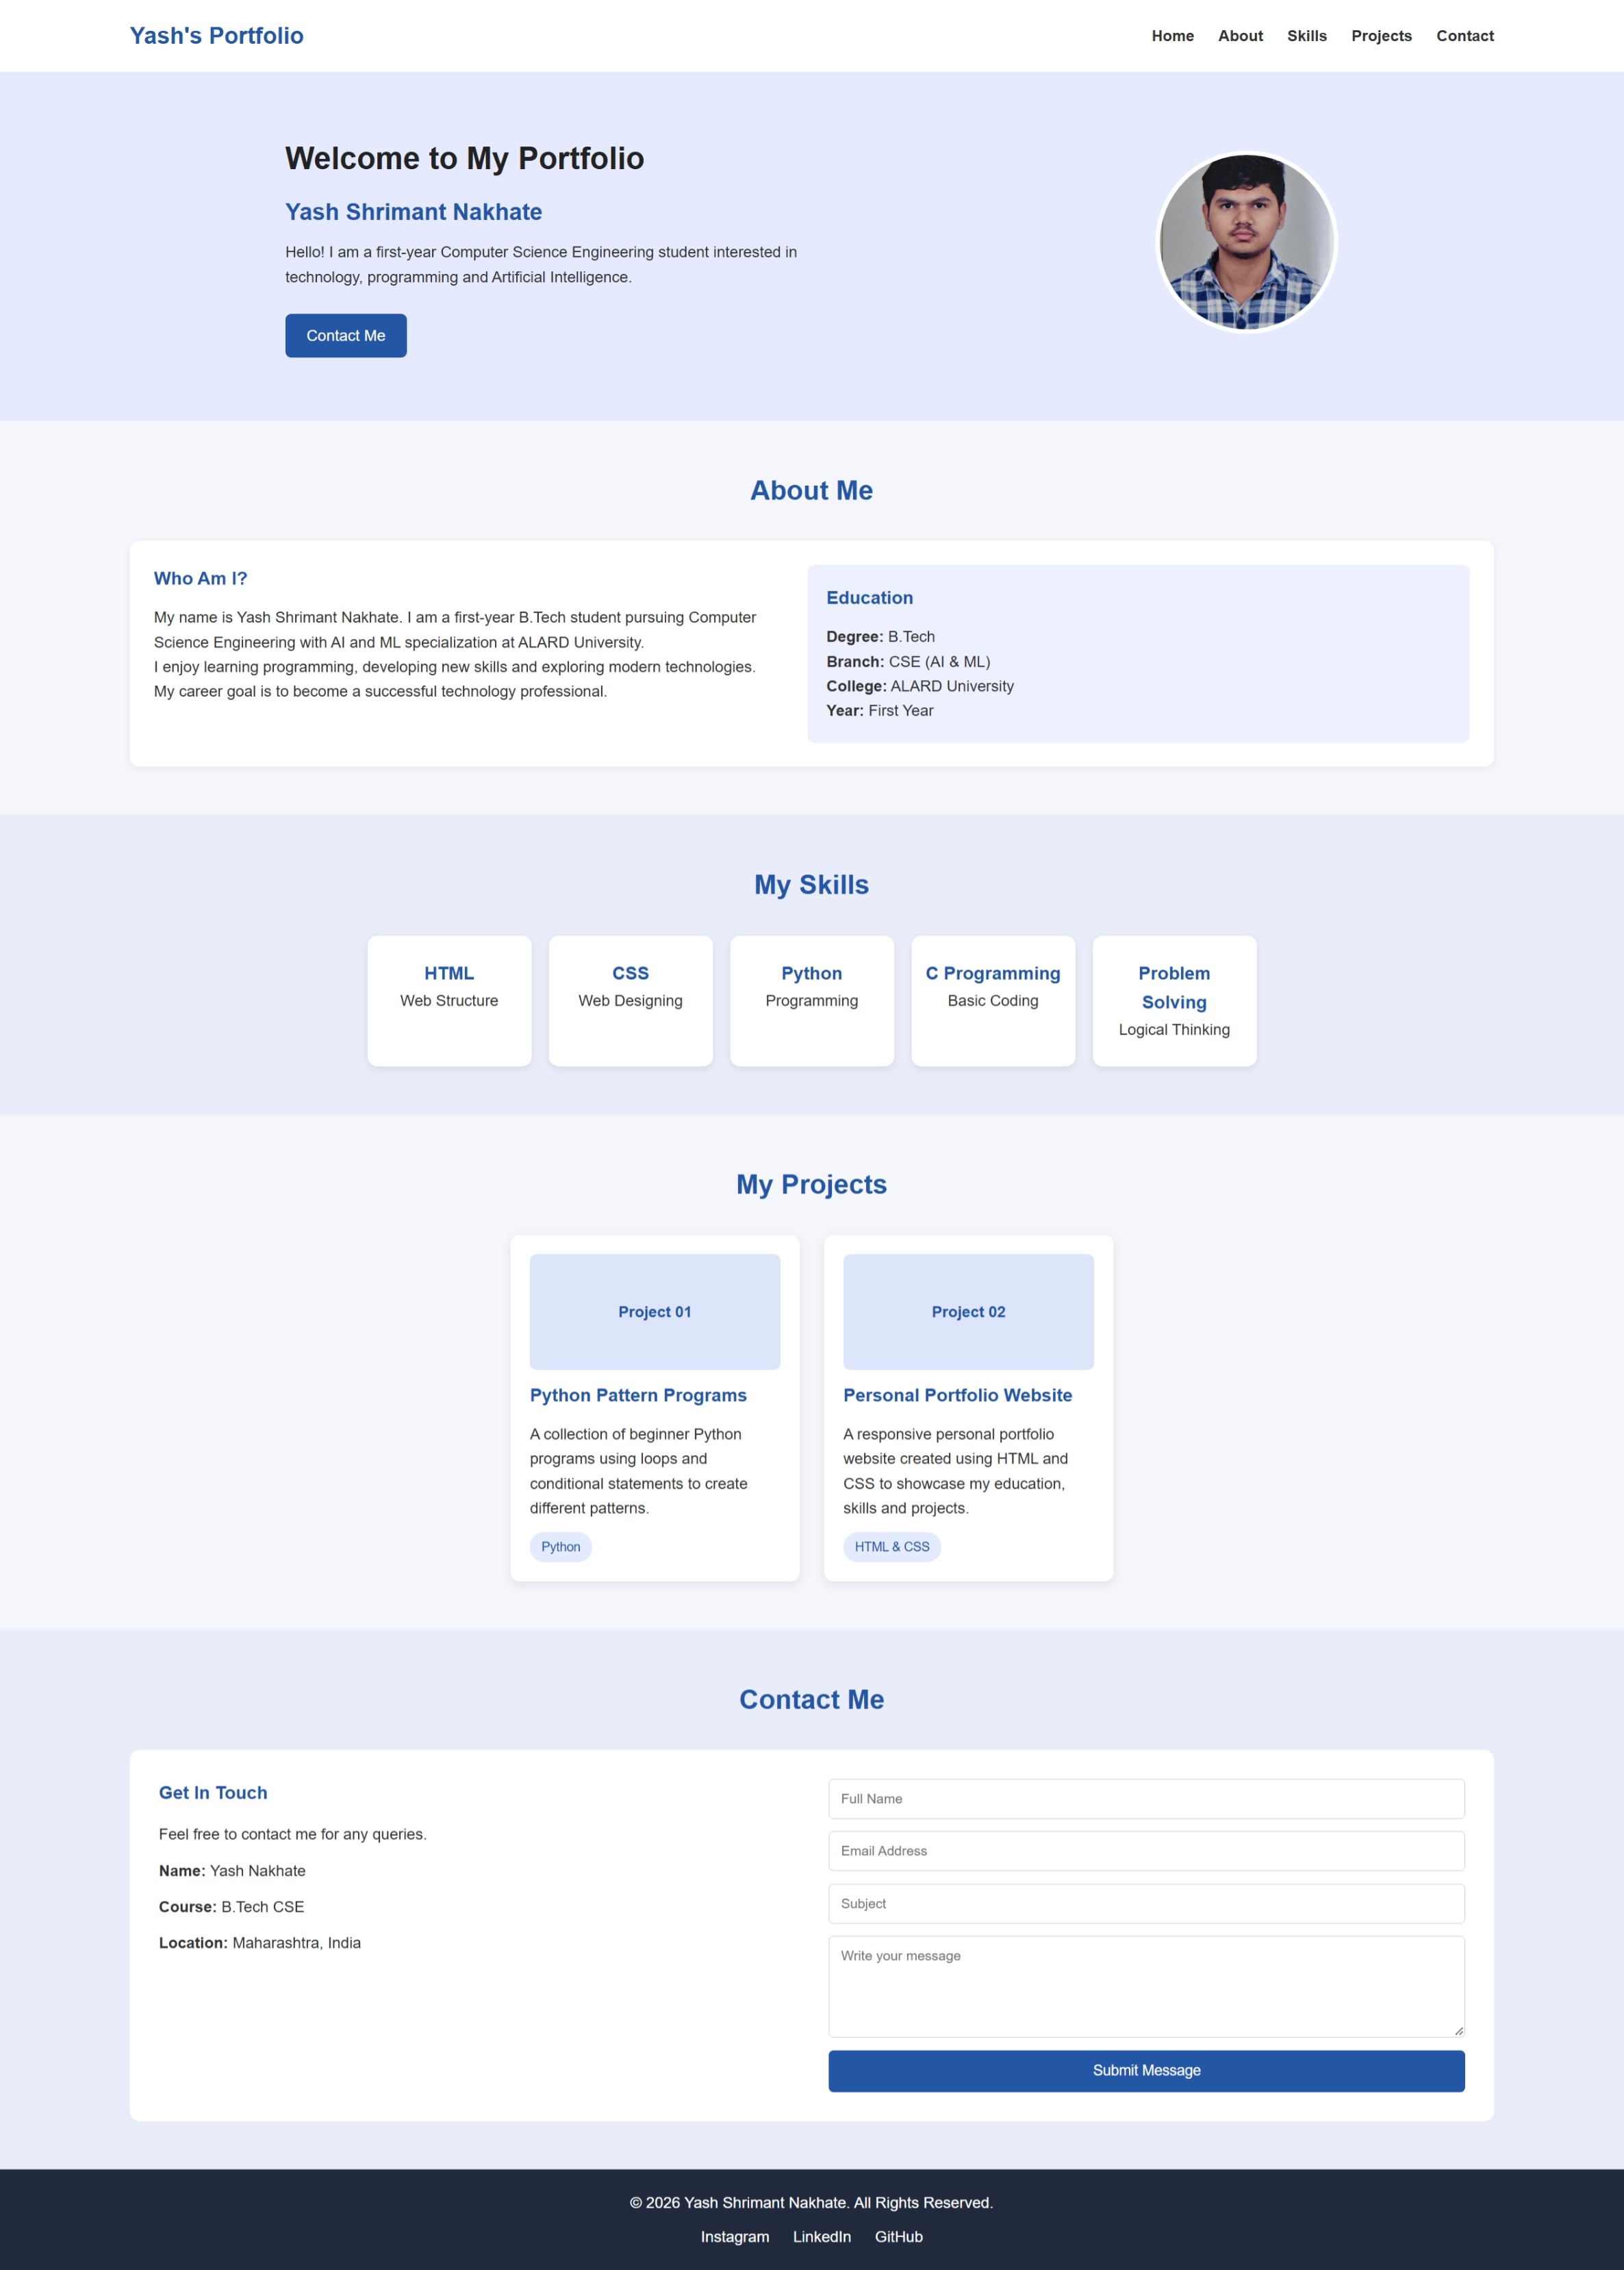 Yash's Portfolio
Home About Skills Projects Contact
Welcome to My Portfolio
Yash Shrimant Nakhate
Hello! I am a first-year Computer Science Engineering student interested in
technology, programming and Artificial Intelligence.
Contact Me
About Me
Who Am I?
My name is Yash Shrimant Nakhate. I am a first-year B.Tech student pursuing Computer
Science Engineering with AI and ML specialization at ALARD University.
I enjoy learning programming, developing new skills and exploring modern technologies.
My career goal is to become a successful technology professional.
Education
Degree: B.Tech
Branch: CSE (AI & ML)
College: ALARD University
Year: First Year
My Skills
HTML
Web Structure
CSS
Web Designing
Python
Programming
C Programming
Basic Coding
Problem
Solving
Logical Thinking
My Projects
Project 01
Python Pattern Programs
A collection of beginner Python
programs using loops and
conditional statements to create
different patterns.
Python
Project 02
Personal Portfolio Website
A responsive personal portfolio
website created using HTML and
CSS to showcase my education,
skills and projects.
HTML & CSS
Contact Me
Get In Touch
Feel free to contact me for any queries.
Name: Yash Nakhate
Course: B.Tech CSE
Location: Maharashtra, India
Full Name
Email Address
Subject
Write your message
Submit Message
© 2026 Yash Shrimant Nakhate. All Rights Reserved.
Instagram LinkedIn GitHub